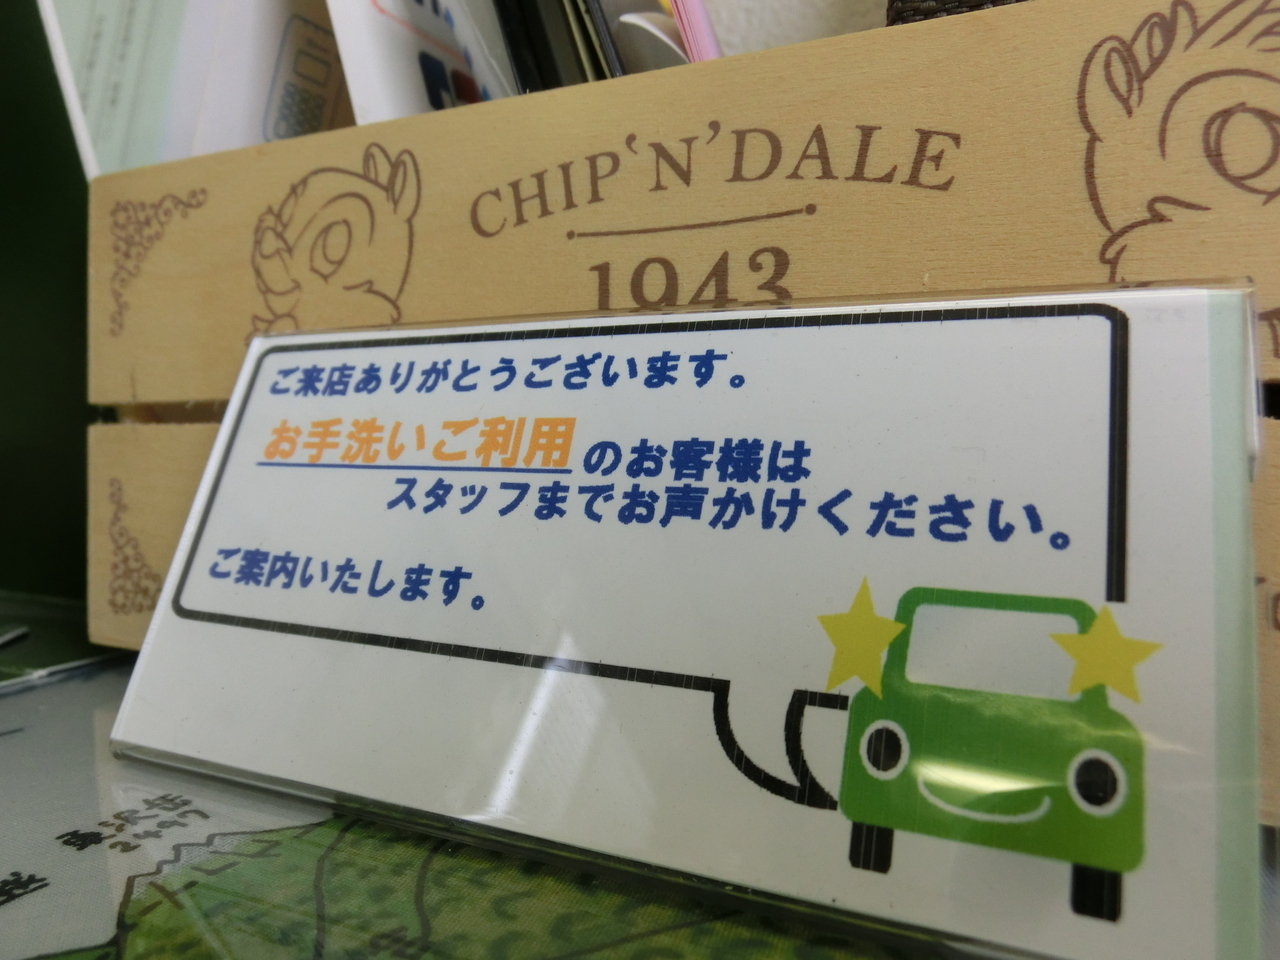 CHIP'N'DALE
1943
ご来店ありがとうございます。
お手洗いご利用のお客様は
スタッフまでお声かけください。
ご案内いたします。